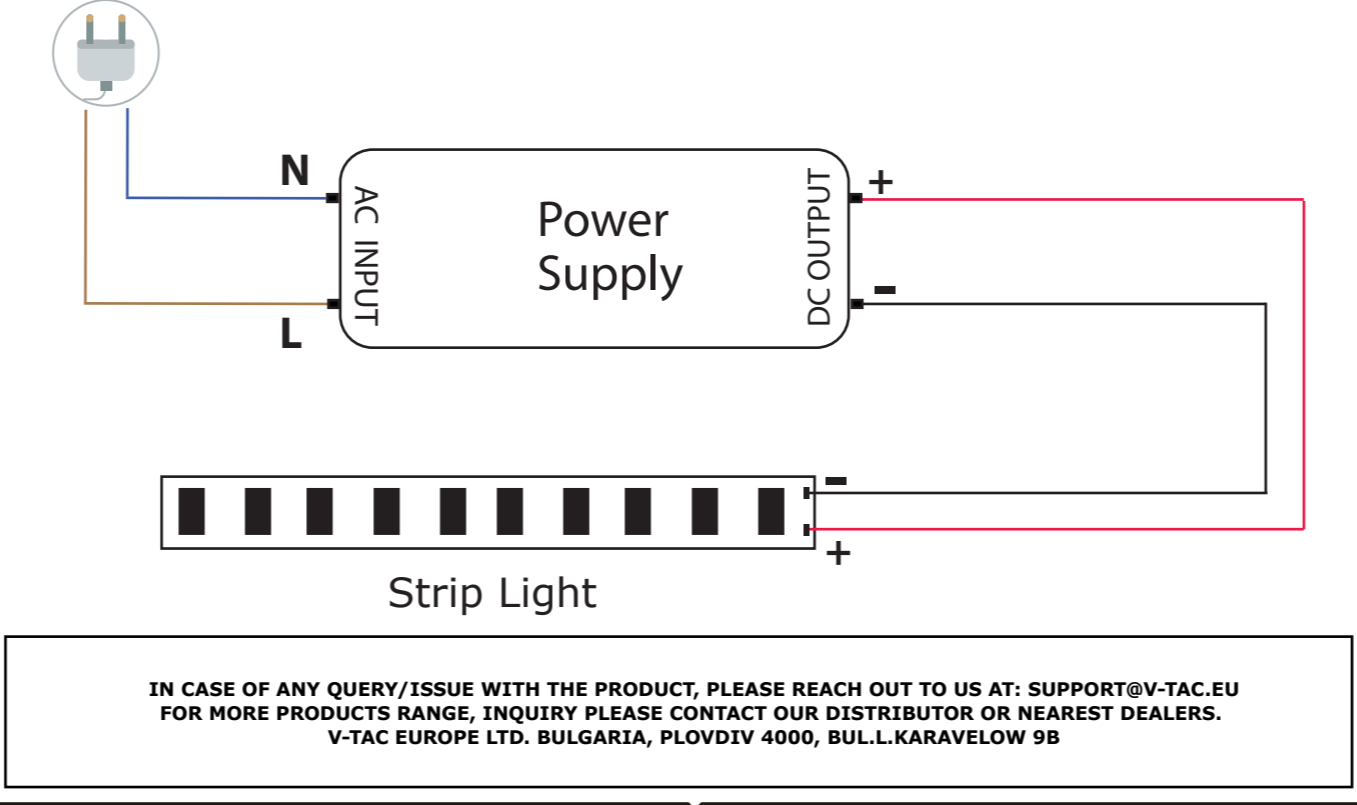 N
AC INPUT
L
Power
Supply
DC OUTPUT
+
-
-
+
Strip Light
IN CASE OF ANY QUERY/ISSUE WITH THE PRODUCT, PLEASE REACH OUT TO US AT: SUPPORT@V-TAC.EU
FOR MORE PRODUCTS RANGE, INQUIRY PLEASE CONTACT OUR DISTRIBUTOR OR NEAREST DEALERS.
V-TAC EUROPE LTD. BULGARIA, PLOVDIV 4000, BUL.L.KARAVELOW 9B